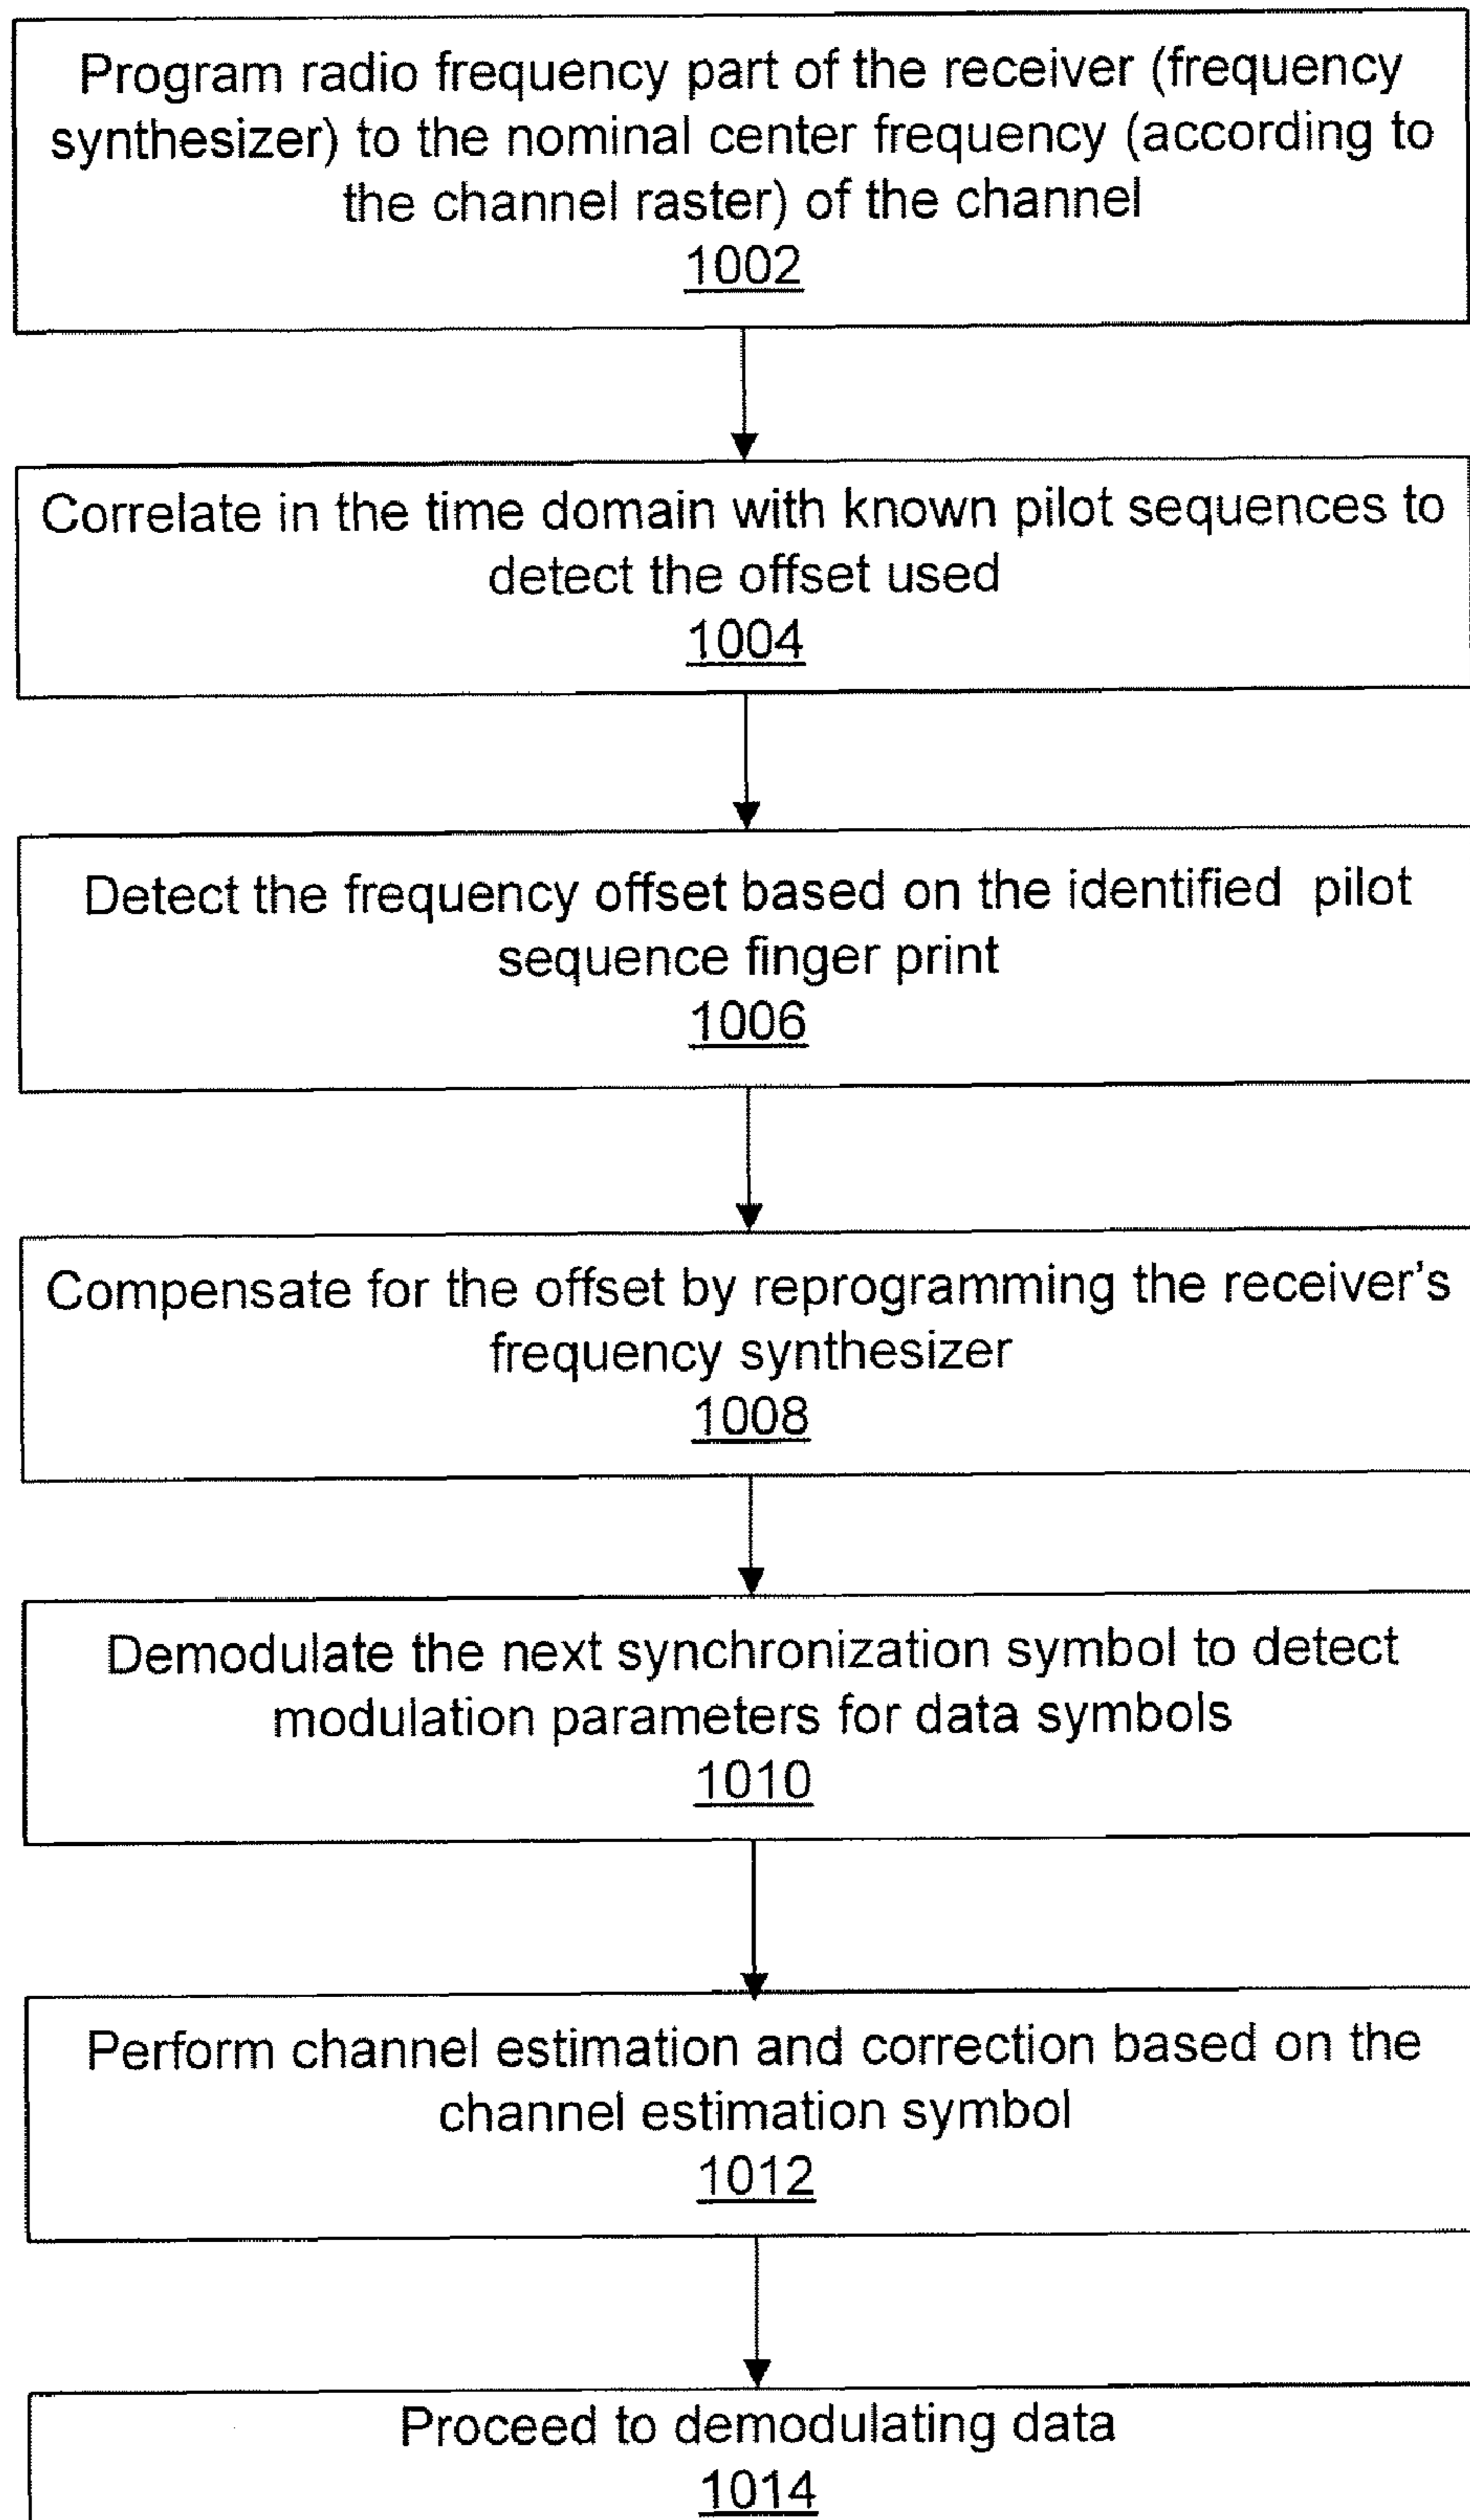 Program radio frequency part of the receiver (frequency
synthesizer) to the nominal center frequency (according to
the channel raster) of the channel
1002
Correlate in the time domain with known pilot sequences to
detect the offset used
1004
Detect the frequency offset based on the identified pilot
sequence finger print
1006
Compensate for the offset by reprogramming the receiver's
frequency synthesizer
1008
Demodulate the next synchronization symbol to detect
modulation parameters for data symbols
1010
Perform channel estimation and correction based on the
channel estimation symbol
1012
Proceed to demodulating data
1014